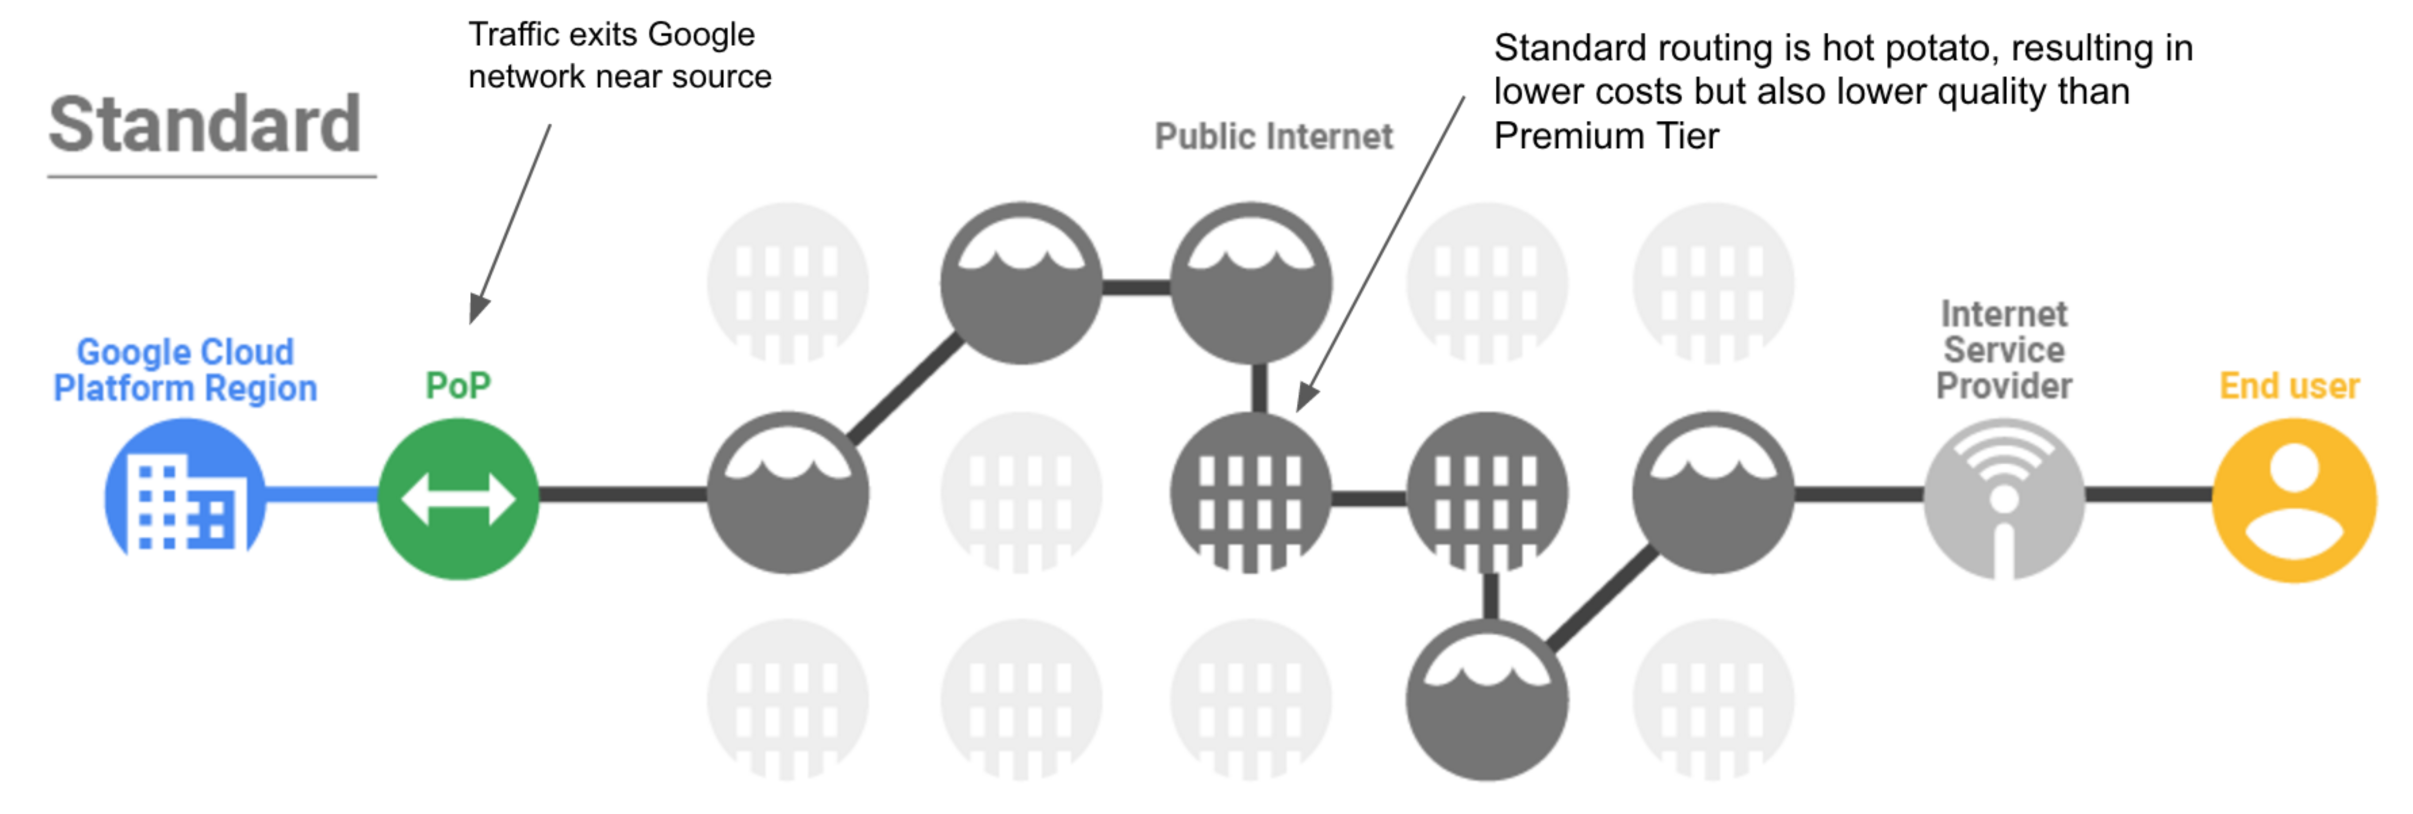 Traffic exits Google
network near source
Standard routing is hot potato, resulting in
lower costs but also lower quality than
Premium Tier
Standard
Public Internet
Google Cloud
Platform Region
PoP
Internet
Service
Provider
End user